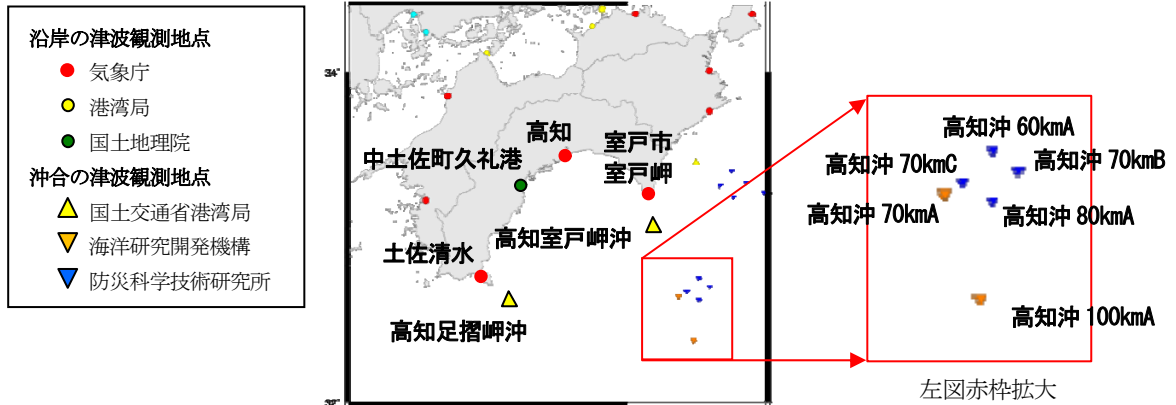 沿岸の津波観測地点
気象庁
港湾局
国土地理院
沖合の津波観測地点
国土交通省港湾局
海洋研究開発機構
防災科学技術研究所
34°
高知
室戸市
室戸岬
中土佐町久礼港
高知室戸岬沖
土佐清水
高知足摺岬沖
高知沖 60kmA
高知沖 70kmC
高知沖 70kmB
高知沖 70kmA
高知沖 80kmA
高知沖 100kmA
左図赤枠拡大